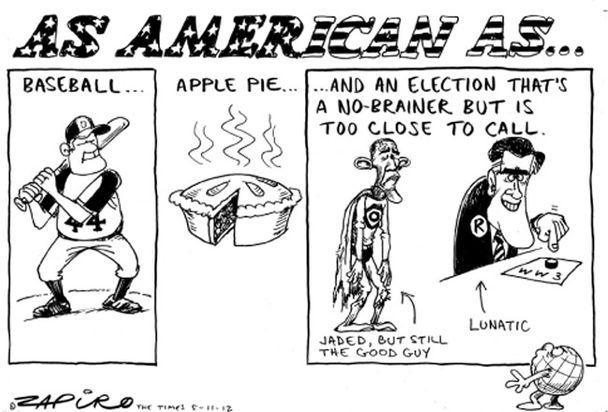 AS AMERICAN AS...
BASEBALL...
44
APPLE PIE...
...AND AN ELECTION THAT'S
A NO-BRAINER BUT IS
TOO CLOSE TO CALL.
O
R
WW3
JADED, BUT STILL
THE GOOD GUY
LUNATIC
© ZAPIRO THE TIMES 5-11-12